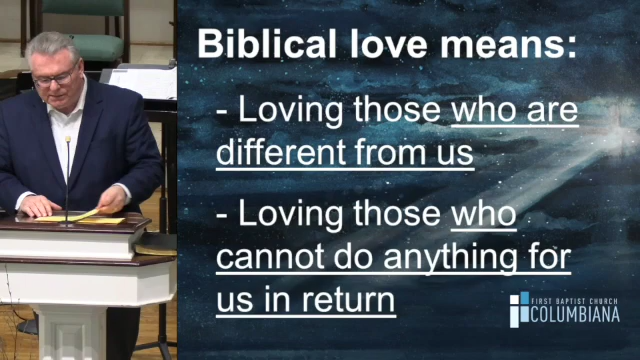 Biblical love means:
- Loving those who are
different from us
- Loving those who
cannot do anything for
us in return
FIRST BAPTIST CHURCH
COLUMBIANA